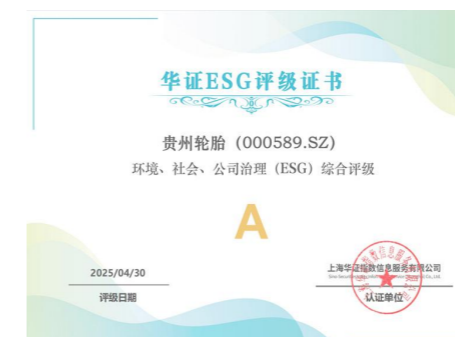 华证ESG评级证书
贵州轮胎（000589.SZ）
环境、社会、公司治理（ESG）综合评级
A
2025/04/30
评级日期
上海华证指数信息服务有限公司
认证单位